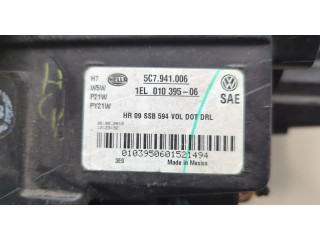 H7
W5W
P21W
PY21W
HELLA
5C7.941.006
1EL 010 395-06
SAE
HR 09 SSB 594 VOL DOT DRL
3E0
0103950601521494
Made in Mexico